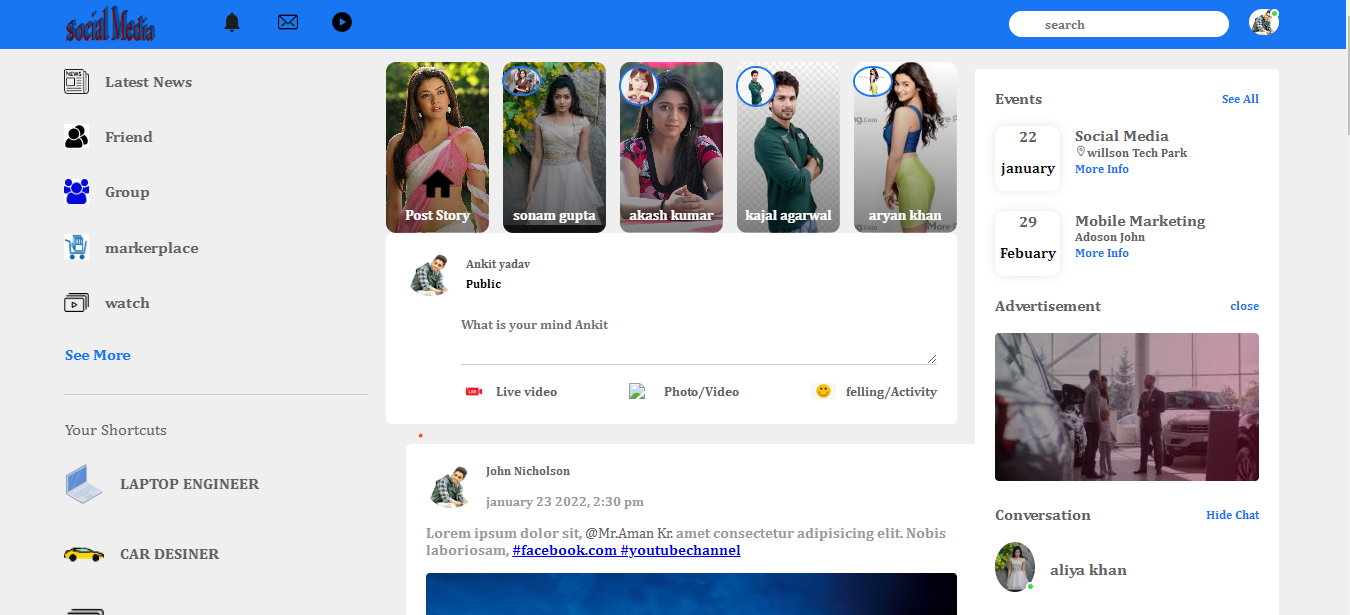 Social Media
search
NEWS
Latest News
Friend
Group
markerplace
watch
See More
Your Shortcuts
LAPTOP ENGINEER
CAR DESINER
Post Story
sonam gupta
akash kumar
kajal agarwal
aryan khan
Ankit yadav
Public
What is your mind Ankit
LIVE
Live video
Photo/Video
felling/Activity
John Nicholson
january 23 2022, 2:30 pm
Lorem ipsum dolor sit, @Mr.Aman Kr. amet consectetur adipisicing elit. Nobis
laboriosam, #facebook.com #youtubechannel
Events
See All
22
january
Social Media
willson Tech Park
More Info
29
Febuary
Mobile Marketing
Adoson John
More Info
Advertisement
close
Conversation
Hide Chat
aliya khan